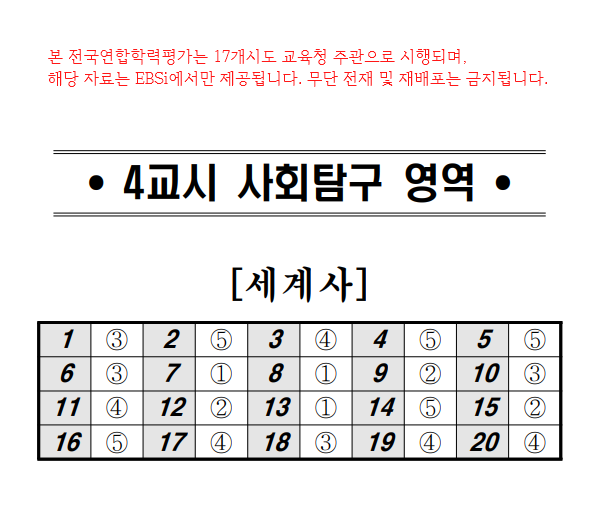 본 전국연합학력평가는 17개시도 교육청 주관으로 시행되며,
해당 자료는 EBSi에서만 제공됩니다. 무단 전재 및 재배포는 금지됩니다.
• 4교시 사회탐구 영역 •
[세계사]
1 ③ 2 ⑤ 3 ④ 4 ⑤ 5 ⑤
6 ③ 7 ① 8 ① 9 ② 10 ③
11 ④ 12 ② 13 ① 14 ⑤ 15 ②
16 ⑤ 17 ④ 18 ③ 19 ④ 20 ④